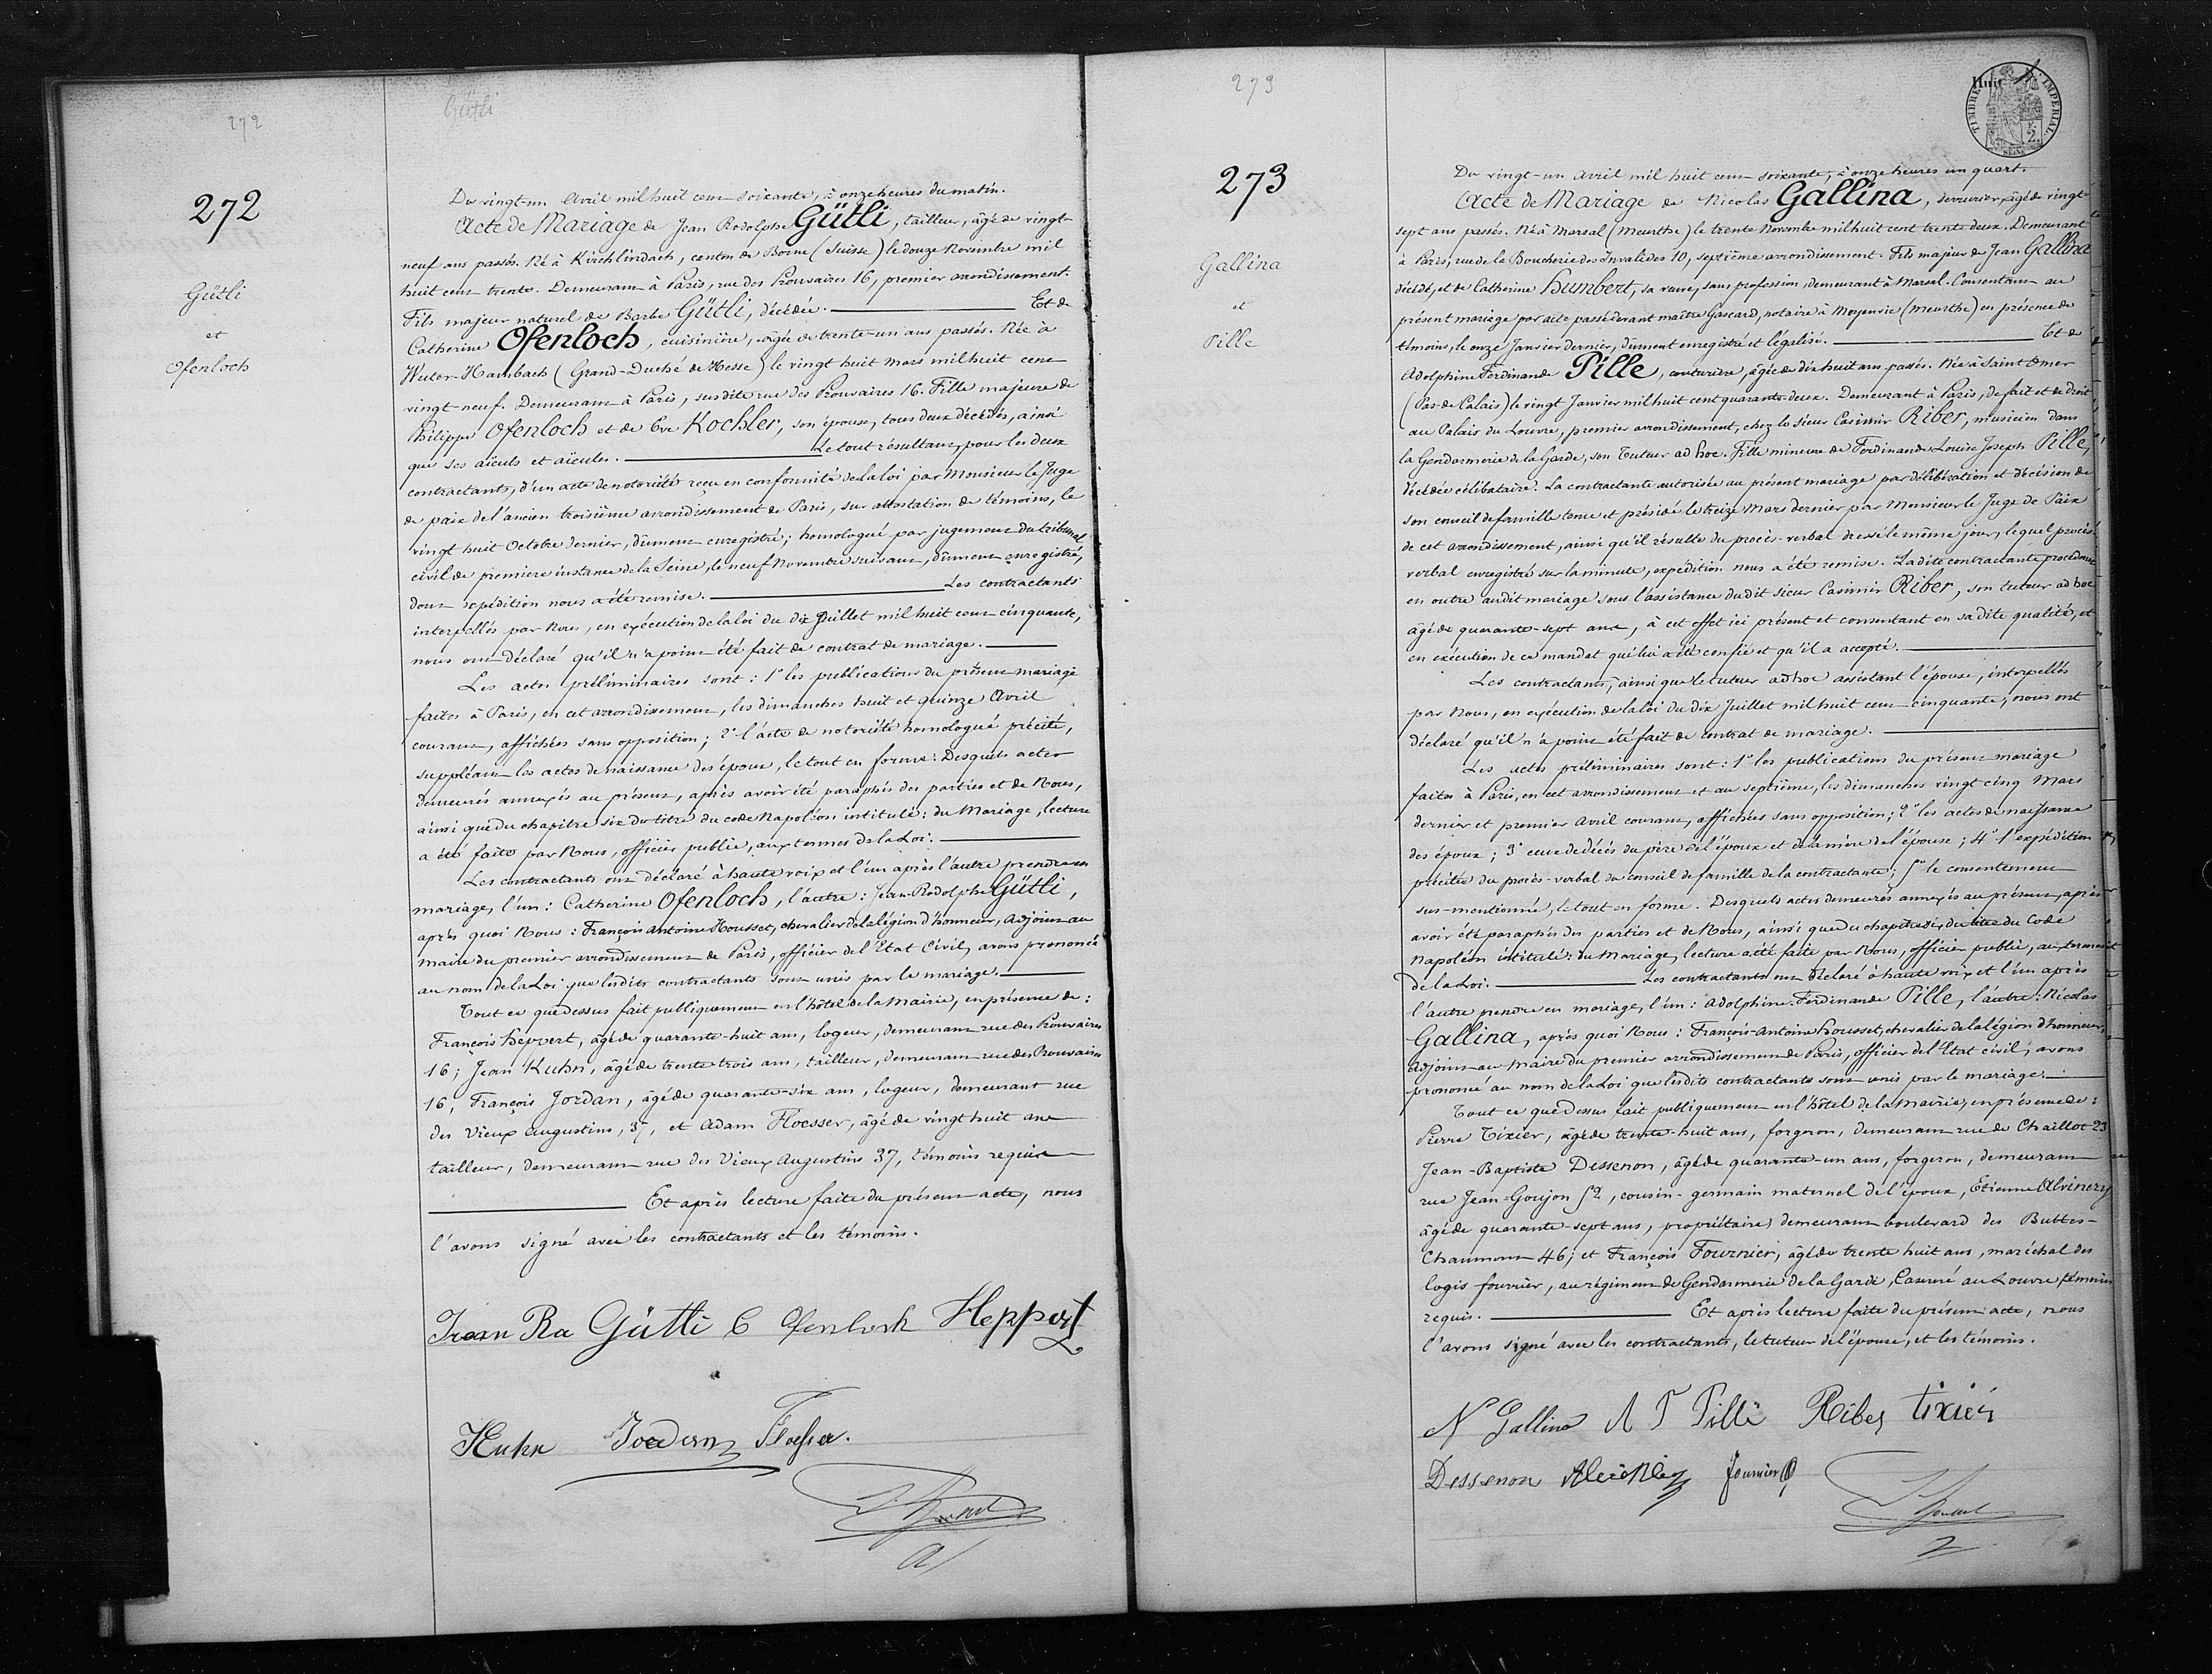 272
Gütli
272
Gütli
et
Ofenloch
Du vingt-un Avril mil huit cent soixante, à onze heures du matin.
Acte de Mariage de Jean Rodolphe Gütli, tailleur, âgé de vingt-
neuf ans passés. Né à Kirchlindach, canton de Berne (Suisse) le douze Novembre mil
huit cent trente. Demeurant à Paris, rue des Prouvaires 16, premier arrondissement.
Fils majeur naturel de Barbe Gütli, décédée. Et de
Catherine Ofenloch, cuisinière, âgée de trente-un ans passés. Née à
Hambach (Grand-Duché de Hesse) le vingt huit Mars mil huit cent
vingt-neuf. Demeurant à Paris, susdite rue des Prouvaires 16. Fille majeure de
Philippe Ofenloch et de Eve Kochler, son épouse, tous deux décédés, ainsi
que ses aïeuls et aïeules. Le tout résultant, pour les deux
contractants, d'un acte de notoriété reçu en conformité de la loi par Monsieur le Juge
de paix de l'ancien troisième arrondissement de Paris, sur attestation de témoins, le
vingt huit Octobre dernier, dûment enregistré; homologué par jugement du tribunal
civil de premiere instance de la Seine, le neuf Novembre suivant, dûment enregistré,
dont expédition nous a été remise. Les contractants
interpellés par Nous, en exécution de la loi du dix Juillet mil huit cent cinquante,
nous ont déclaré qu'il n'a point été fait de contrat de mariage.
Les actes préliminaires sont: 1° les publications du présent mariage
faites à Paris, en cet arrondissement, les dimanches huit et quinze Avril
courant, affichées sans opposition; 2° l'acte de notoriété homologué précité,
suppléant les actes de naissance des époux, le tout en forme: Desquels actes
demeurés annexés au présent, après avoir été paraphés des parties et de Nous,
ainsi que du chapitre six du titre du code Napoléon intitulé: du Mariage, lecture
a été faite par Nous, officier public, aux termes de la Loi.
Les contractants ont déclaré à haute voix et l'un après l'autre prendre en
mariage, l'un: Catherine Ofenloch, l'autre: Jean Rodolphe Gütli,
après quoi Nous: François Antoine Housset, chevalier de la légion d'honneur, Adjoint au
maire du premier arrondissement de Paris, officier de l'Etat Civil, avons prononcé
au nom de la Loi que lesdits contractants sont unis par le mariage.
Tout ce que dessus fait publiquement en l'hôtel de la Mairie, en présence de:
François Heppert, âgé de quarante-huit ans, logeur, demeurant rue des Prouvaires
16; Jean Kuhn, âgé de trente trois ans, tailleur, demeurant rue des Prouvaires
16, François Jordan, âgé de quarante-six ans, logeur, demeurant rue
des Vieux Augustins, 37, et Adam Floesser, âgé de vingt huit ans
tailleur, demeurant rue des Vieux Augustins 37, témoins requis
Et après lecture faite du présent acte, nous
l'avons signé avec les contractants et les témoins.
Jean Ro Gütli C Ofenloch Heppert
Kuhn Jordan Floesser.
273
273
Gallina
et
Pille
Huit
TIMBRE IMPERIAL
SEINE
2
Du vingt-un Avril mil huit cent soixante, à onze heures un quart.
Acte de Mariage de Nicolas Gallina, serrurier, âgé de vingt-
sept ans passés. Né à Marsal (Meurthe) le trente Novembre mil huit cent trente deux. Demeurant
à Paris, rue de la Boucherie des Invalides 10, septième arrondissement. Fils majeur de Jean Gallina
décédé, et de Catherine Humbert, sa veuve, sans profession, demeurant à Marsal. Consentant au
présent mariage par acte passé devant maître Gascard, notaire à Moyenvic (Meurthe) en présence de
témoins, le onze Janvier dernier, dûment enregistré et légalisé. Et de
Adolphine Ferdinande Pille, couturière, âgée de dix huit ans passés. Née à Saint Omer
(Pas-de-Calais) le vingt Janvier mil huit cent quarante-deux. Demeurant à Paris, de fait et de droit
au Palais du Louvre, premier arrondissement, chez le sieur Casimir Riber, musicien dans
la Gendarmerie de la Garde, son Tuteur ad hoc. Fille mineure de Ferdinande Louise Joseph Pille,
décédée célibataire. La contractante autorisée au présent mariage par délibération et décision de
son conseil de famille tenu et présidé le treize Mars dernier par Monsieur le Juge de Paix
de cet arrondissement, ainsi qu'il résulte du procès-verbal dressé le même jour, lequel procès
verbal enregistré sur la minute, expédition nous a été remise. La dite contractante procédant
en outre audit mariage sous l'assistance dudit sieur Casimir Riber, son tuteur ad hoc
âgé de quarante-sept ans, à cet effet ici présent et consentant en sa dite qualité, et
en exécution de ce mandat qui lui a été confié et qu'il a accepté.
Les contractants, ainsi que le tuteur ad hoc assistant l'épouse, interpellés
par Nous, en exécution de la loi du dix Juillet mil huit cent cinquante, nous ont
déclaré qu'il n'a point été fait de contrat de mariage.
Les actes préliminaires sont: 1° les publications du présent mariage
faites à Paris, en cet arrondissement et au septième, les dimanches vingt cinq Mars
dernier et premier Avril courant, affichées sans opposition; 2° les actes de naissance
des époux; 3° ceux de décès du père de l'époux et de la mère de l'épouse; 4° l'expédition
précitée du procès-verbal du conseil de famille de la contractante; 5° le consentement
sus-mentionné, le tout en forme. Desquels actes demeurés annexés au présent, après
avoir été paraphés des parties et de Nous, ainsi que du chapitre six du titre du Code
Napoléon intitulé: du Mariage, lecture a été faite par Nous, officier public, aux termes
de la Loi. Les contractants ont déclaré à haute voix et l'un après
l'autre prendre en mariage, l'un: Adolphine Ferdinande Pille, l'autre: Nicolas
Gallina, après quoi Nous: François-Antoine Housset, chevalier de la légion d'honneur,
adjoint au Maire du premier arrondissement de Paris, officier de l'Etat civil, avons
prononcé au nom de la Loi que lesdits contractants sont unis par le mariage.
Tout ce que dessus fait publiquement en l'hôtel de la Mairie, en présence de:
Pierre Tixier, âgé de trente-huit ans, forgeron, demeurant rue de Chaillot 23
Jean-Baptiste Dessenon, âgé de quarante-un ans, forgeron, demeurant
rue Jean-Goujon 52, cousin-germain maternel de l'époux, Etienne
âgé de quarante-sept ans, propriétaire, demeurant boulevard des Buttes-
Chaumont 46; et François Fournier, âgé de trente huit ans, maréchal des
logis fourrier, au régiment de Gendarmerie de la Garde, Caserné au Louvre témoins
requis. Et après lecture faite du présent acte, nous
l'avons signé avec les contractants, le tuteur de l'épouse, et les témoins.
N Gallina A F Pille Riber tixier
Dessenon fournier